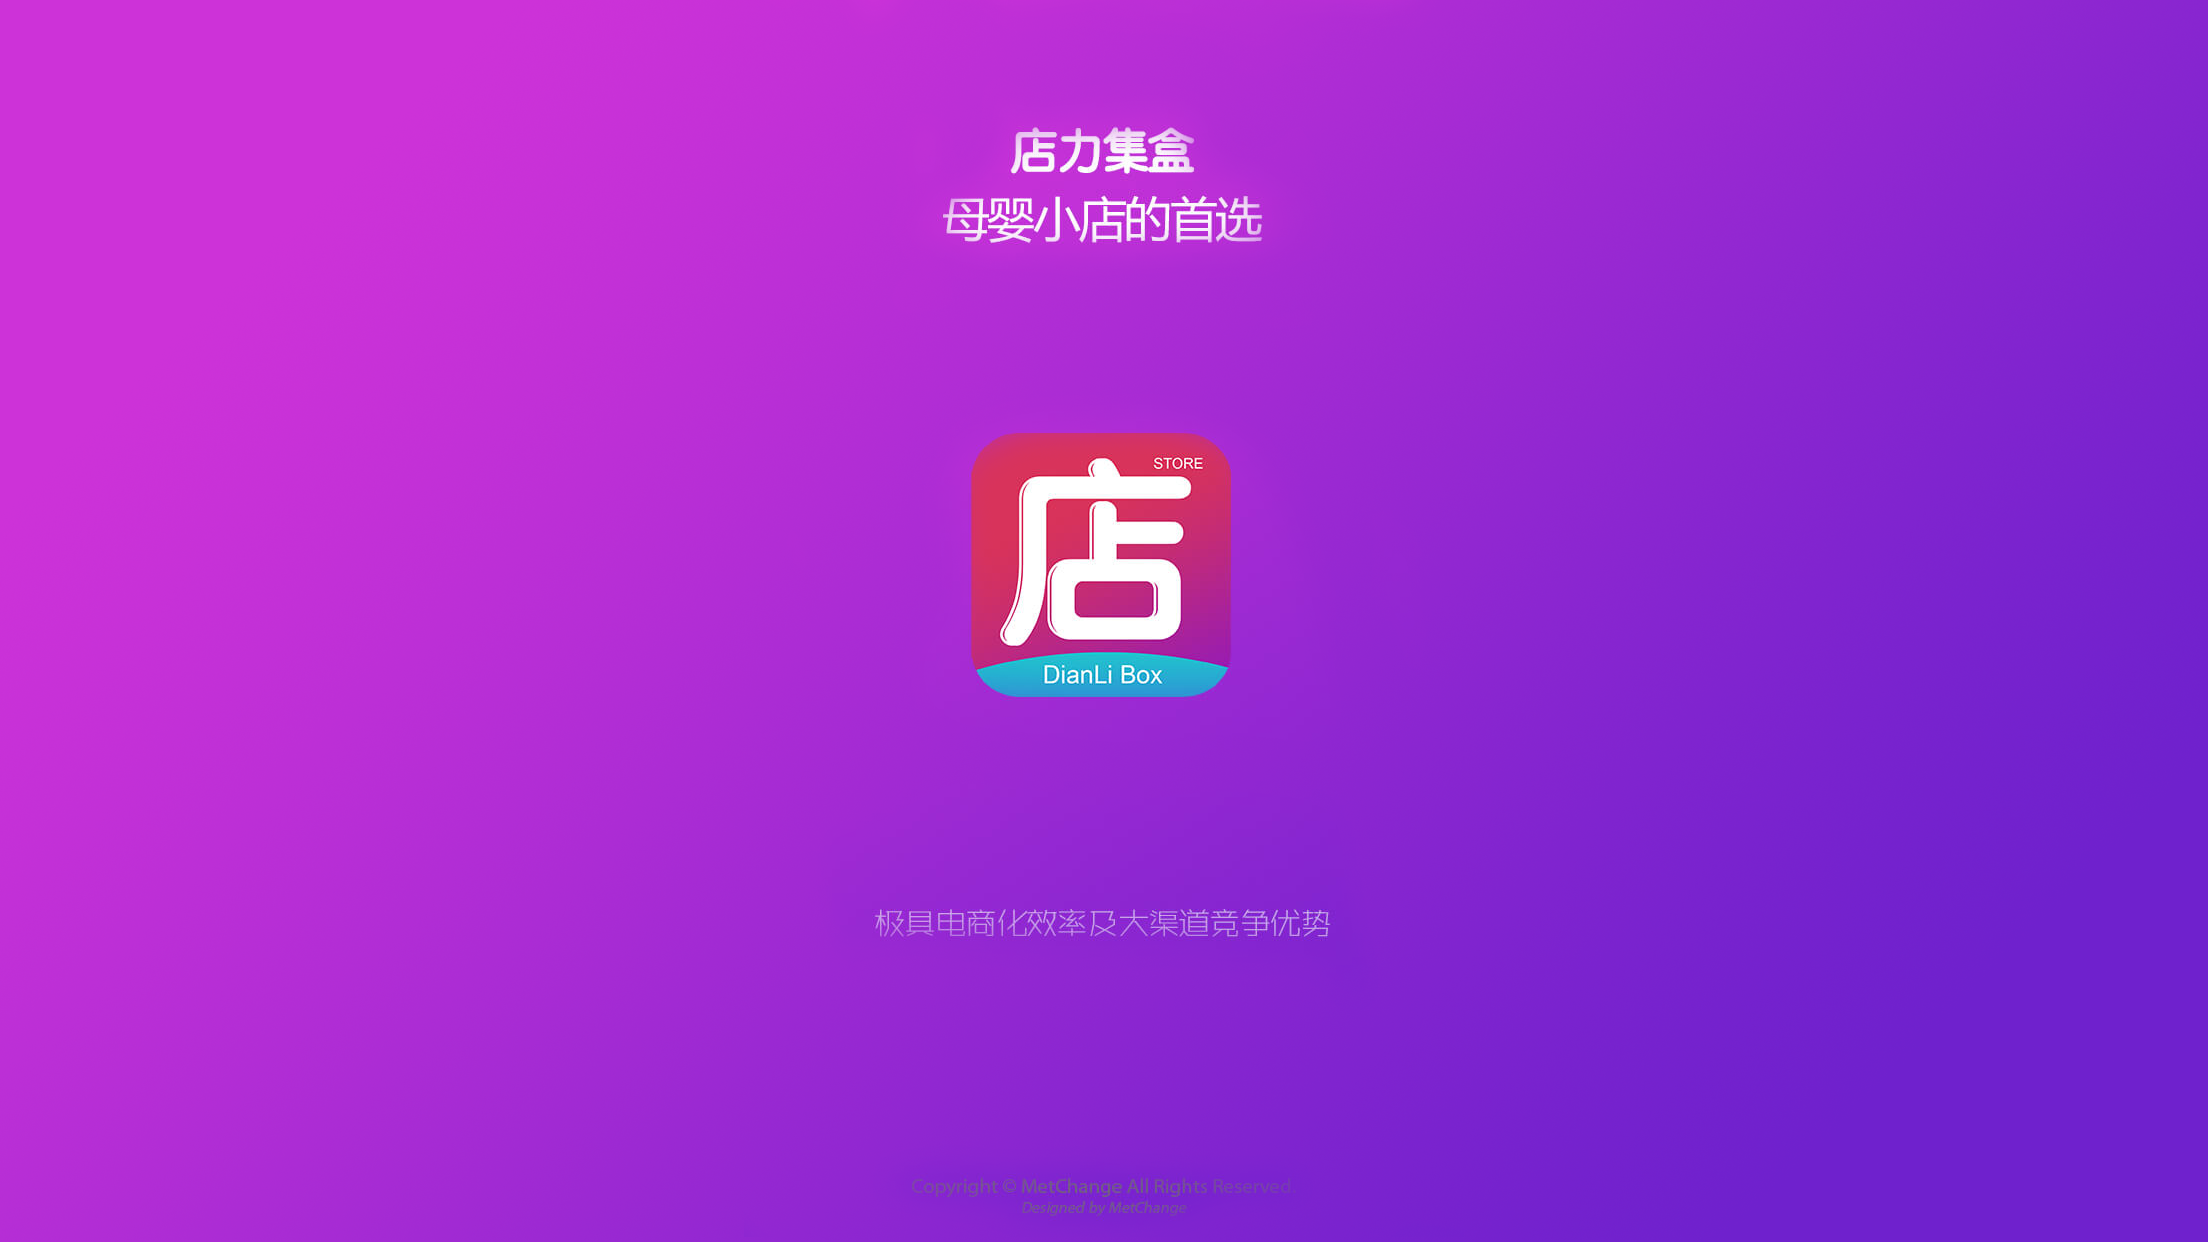 店力集盒
母婴小店的首选
STORE
店
DianLi Box
极具电商化效率及大渠道竞争优势
Copyright © MetChange All Rights Reserved.
Designed by MetChange